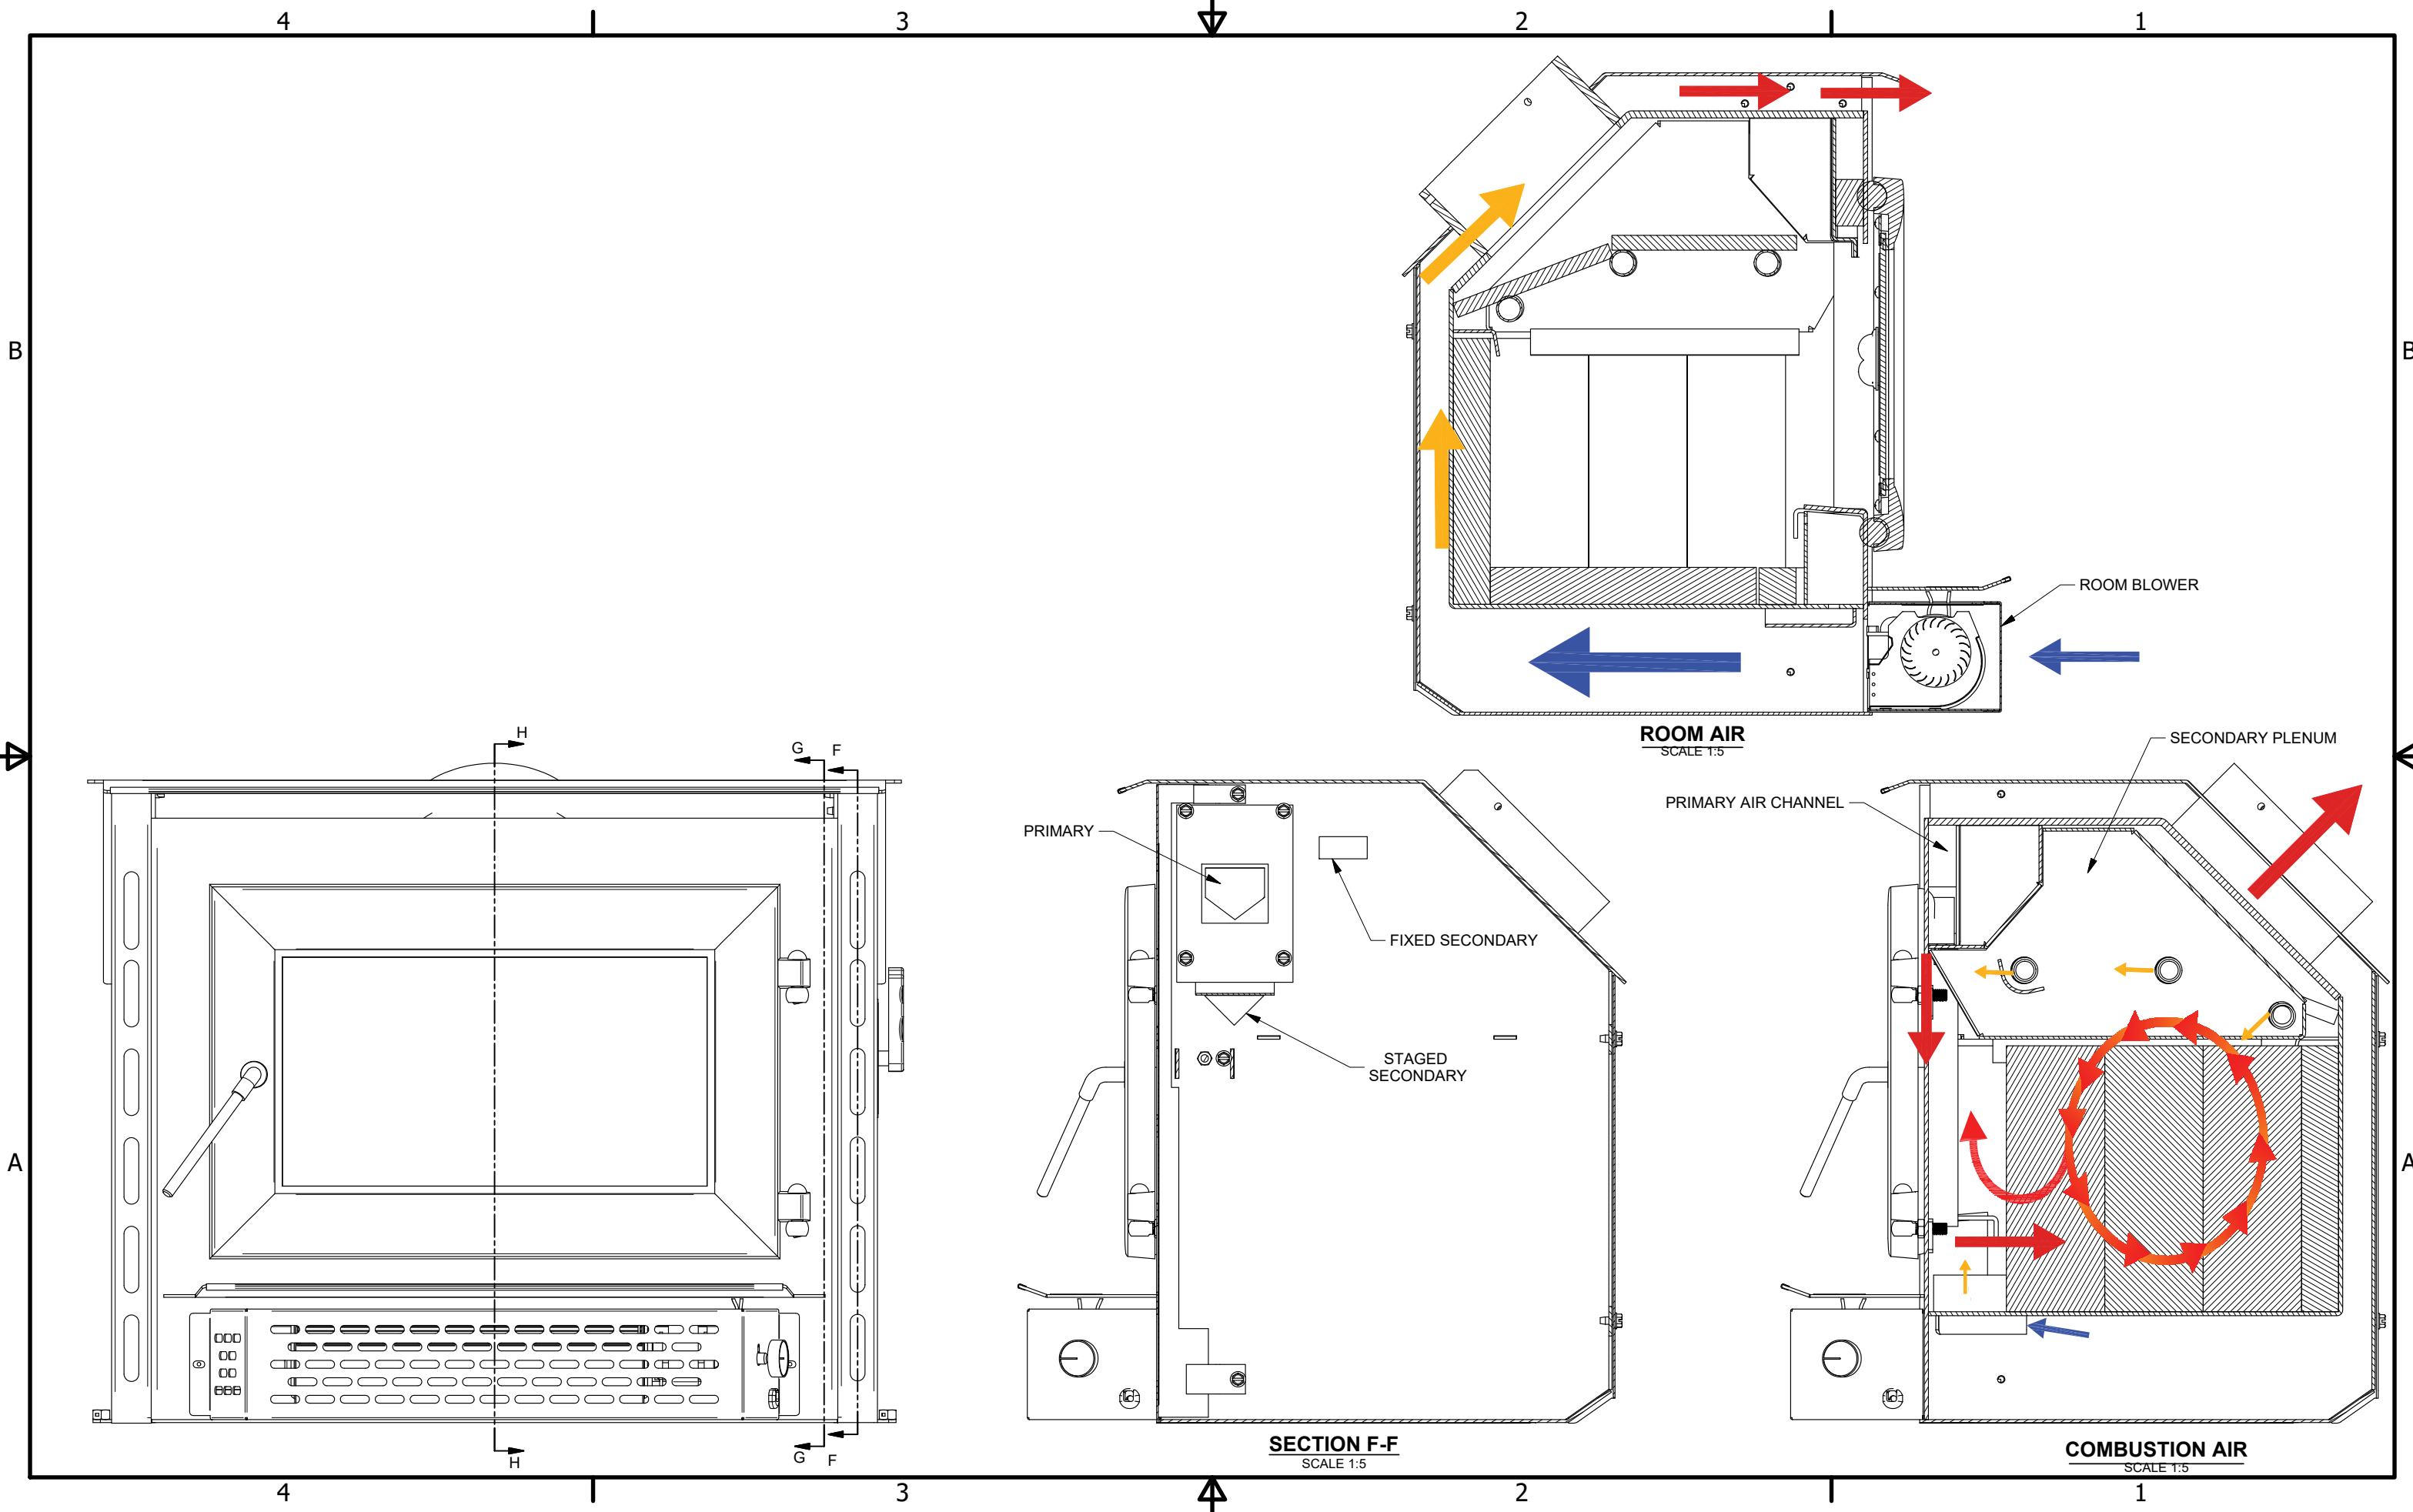 4 3 2 1
B B
ROOM BLOWER
ROOM AIR
SCALE 1:5
H
G F
SECONDARY PLENUM
PRIMARY AIR CHANNEL
PRIMARY
FIXED SECONDARY
STAGED
SECONDARY
A A
H
G F
SECTION F-F
SCALE 1:5
COMBUSTION AIR
SCALE 1:5
4 3 2 1